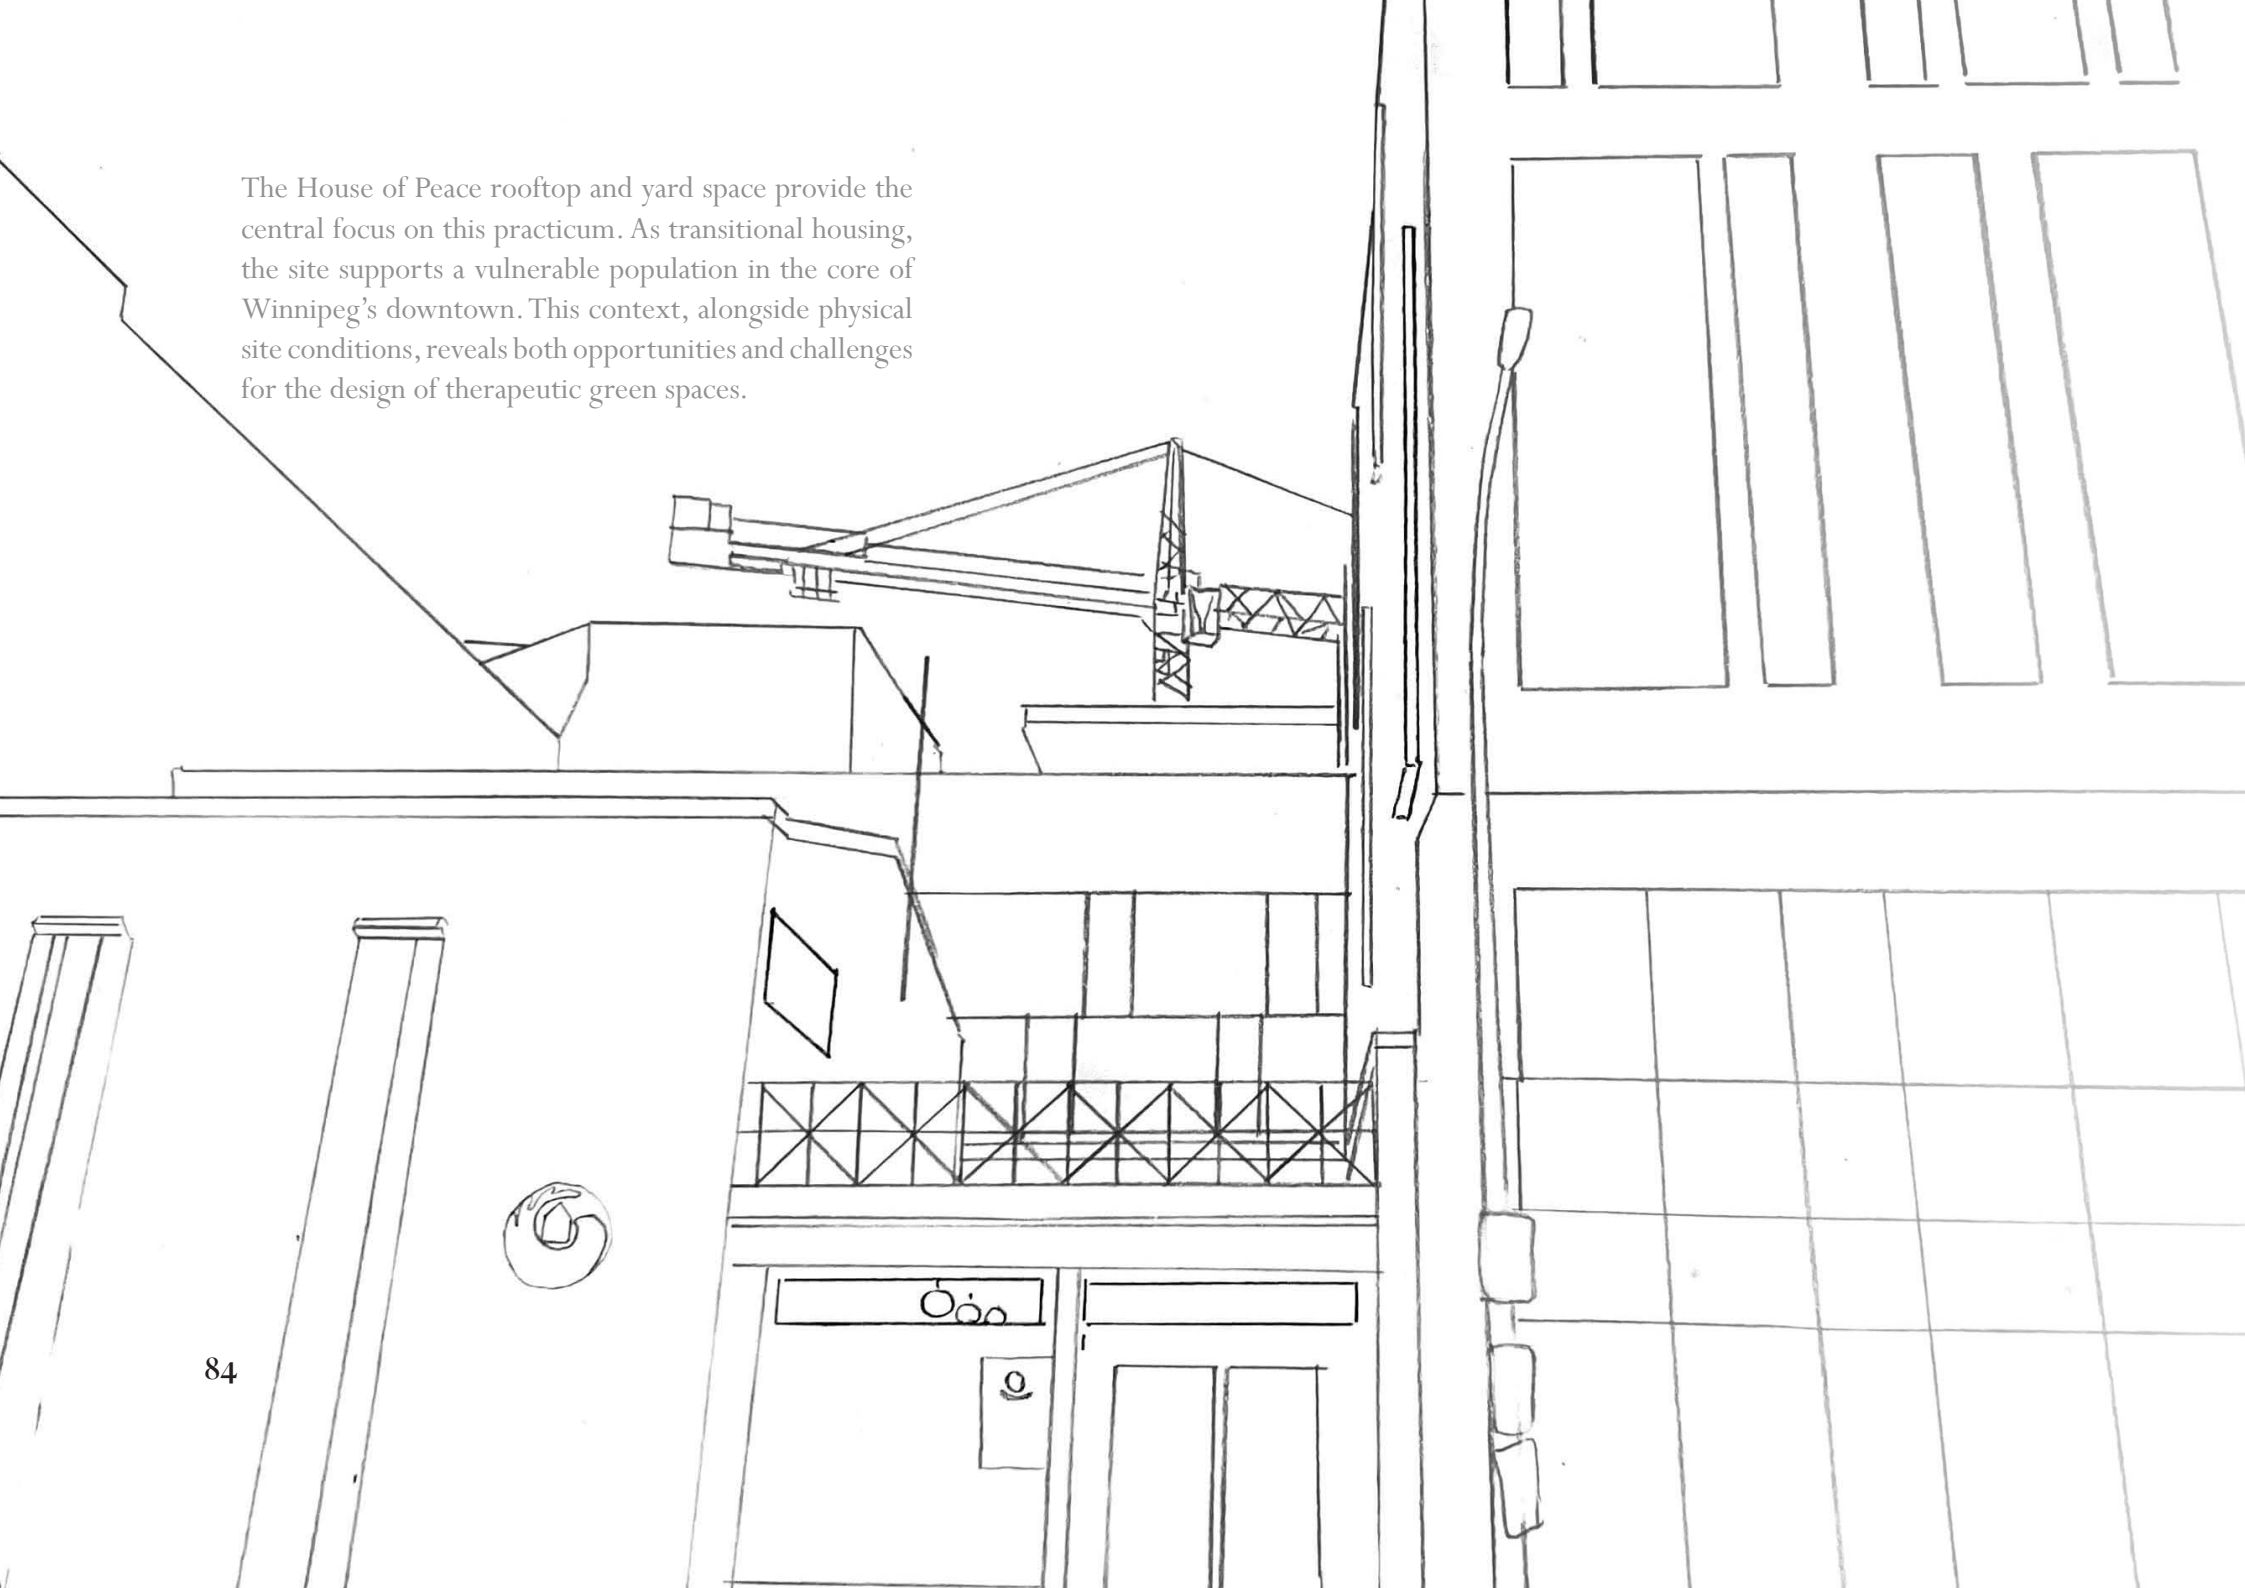 The House of Peace rooftop and yard space provide the
central focus on this practicum. As transitional housing,
the site supports a vulnerable population in the core of
Winnipeg’s downtown. This context, alongside physical
site conditions, reveals both opportunities and challenges
for the design of therapeutic green spaces.
84